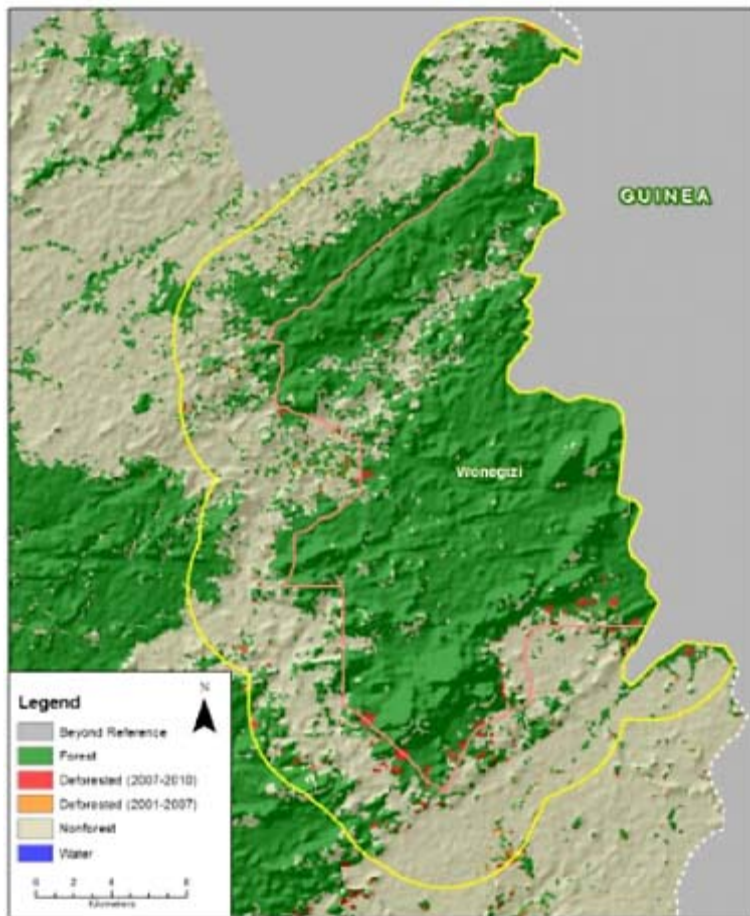 GUINEA
Wonegizi
Legend
N
Beyond Reference
Forest
Deforested (2007-2010)
Deforested (2001-2007)
Nonforest
Water
0 2 4 8
Kilometers